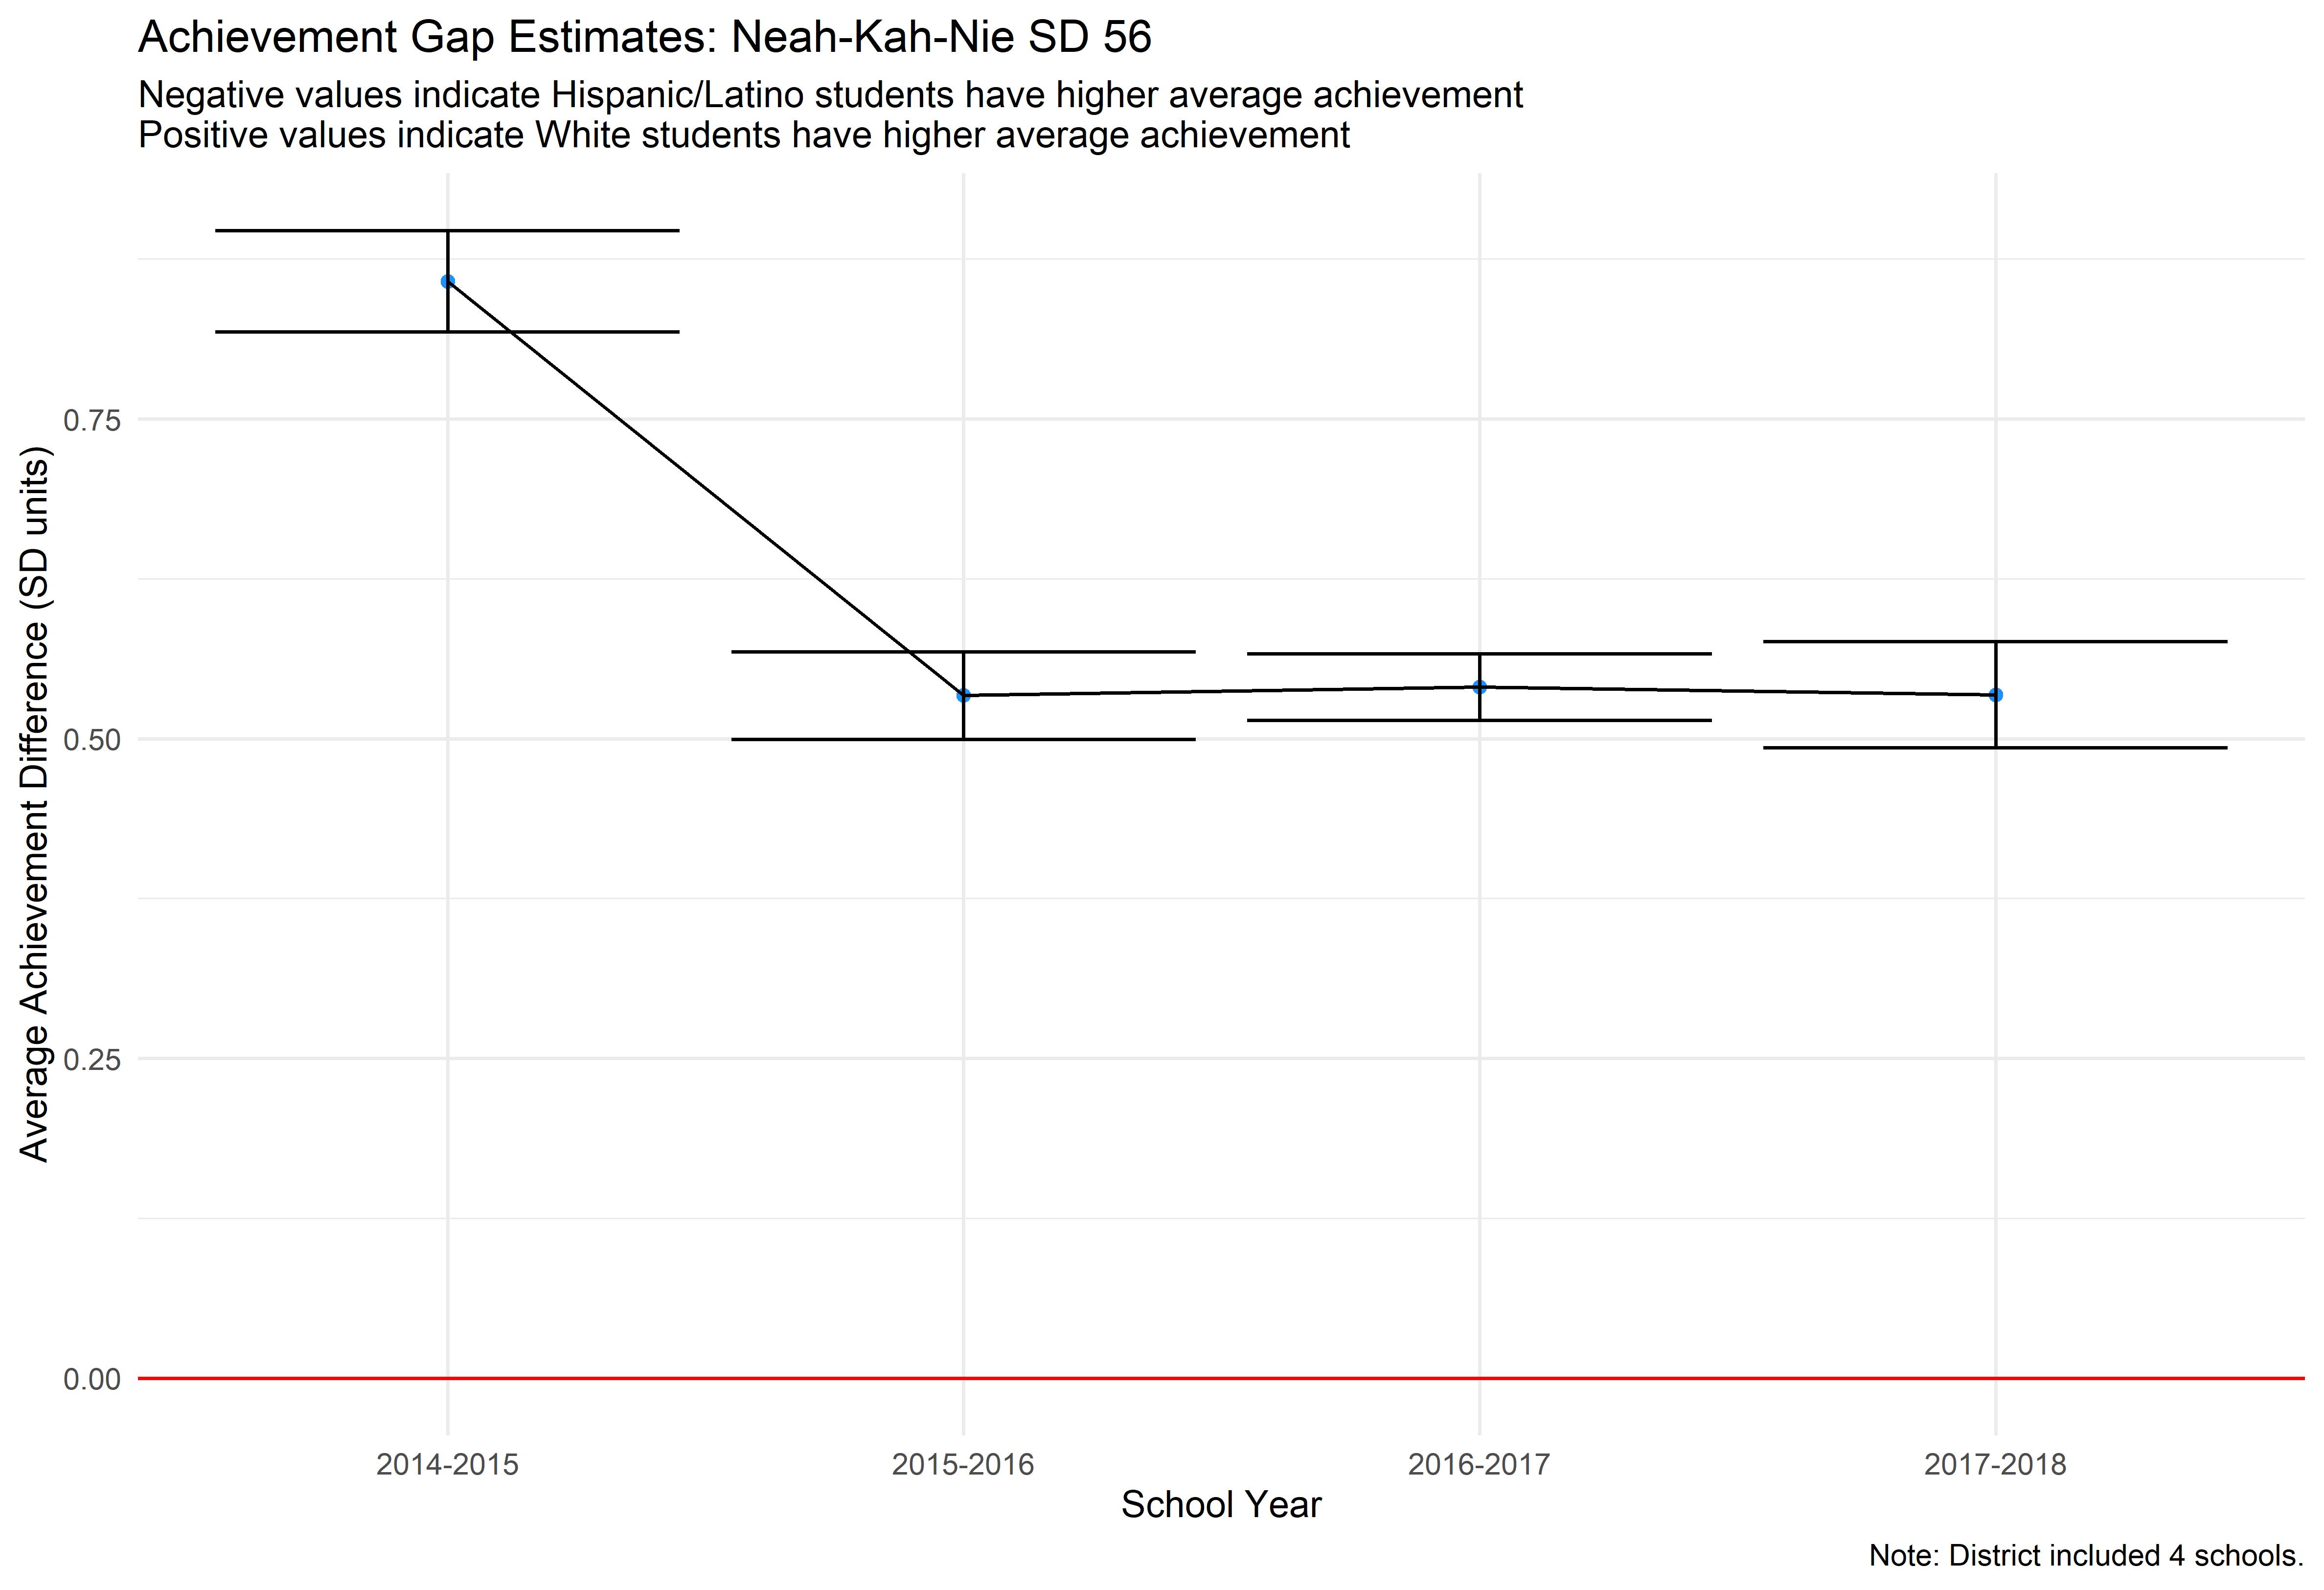 Achievement Gap Estimates: Neah-Kah-Nie SD 56
Negative values indicate Hispanic/Latino students have higher average achievement
Positive values indicate White students have higher average achievement
Average Achievement Difference (SD units)
0.75
0.50
0.25
0.00
2014-2015
2015-2016
2016-2017
2017-2018
School Year
Note: District included 4 schools.